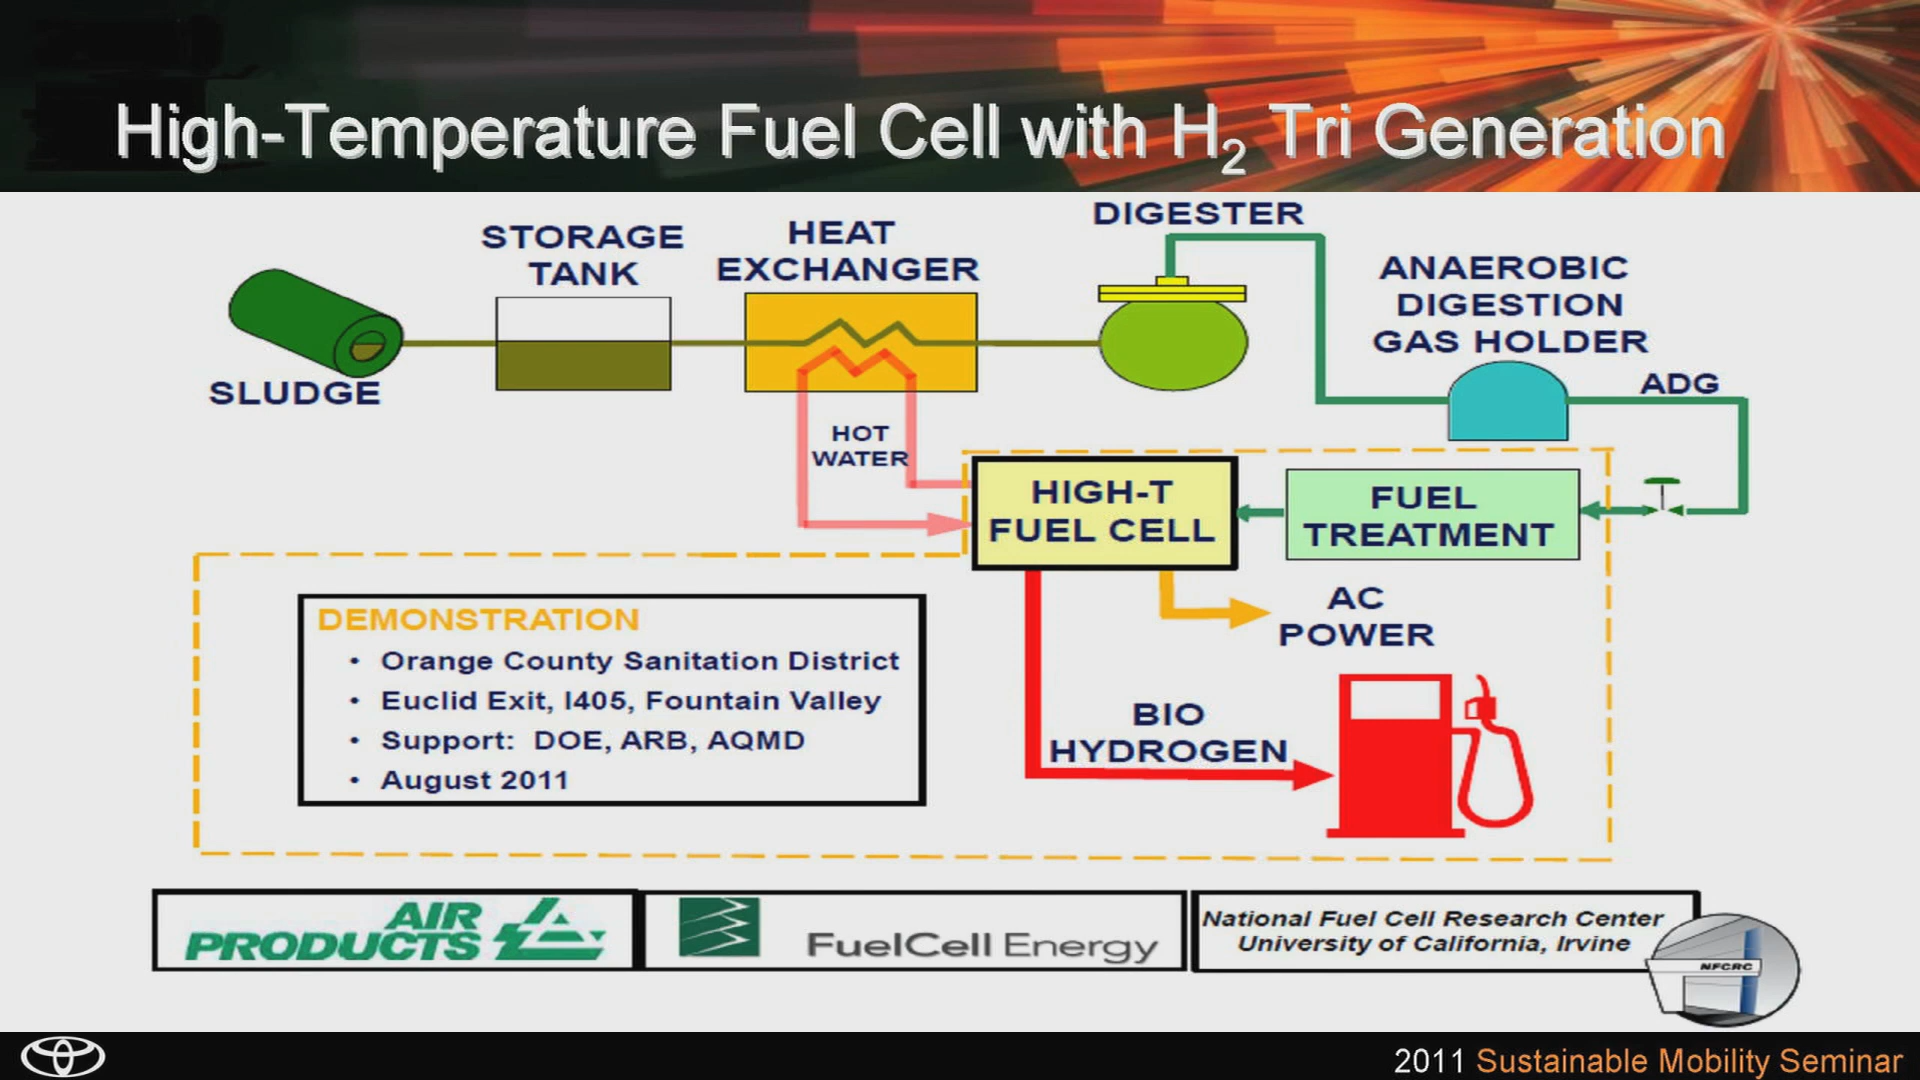 High-Temperature Fuel Cell with H2 Tri Generation
STORAGE
TANK
HEAT
EXCHANGER
DIGESTER
ANAEROBIC
DIGESTION
GAS HOLDER
SLUDGE
ADG
HOT
WATER
HIGH-T
FUEL CELL
FUEL
TREATMENT
AC
POWER
BIO
HYDROGEN
DEMONSTRATION
• Orange County Sanitation District
• Euclid Exit, I405, Fountain Valley
• Support: DOE, ARB, AQMD
• August 2011
AIR
PRODUCTS
FuelCell Energy
National Fuel Cell Research Center
University of California, Irvine
NFCRC
2011 Sustainable Mobility Seminar